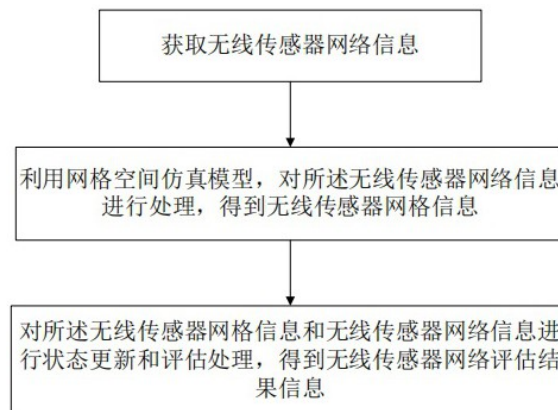 获取无线传感器网络信息
利用网格空间仿真模型，对所述无线传感器网络信息
进行处理，得到无线传感器网格信息
对所述无线传感器网格信息和无线传感器网络信息进
行状态更新和评估处理，得到无线传感器网络评估结
果信息